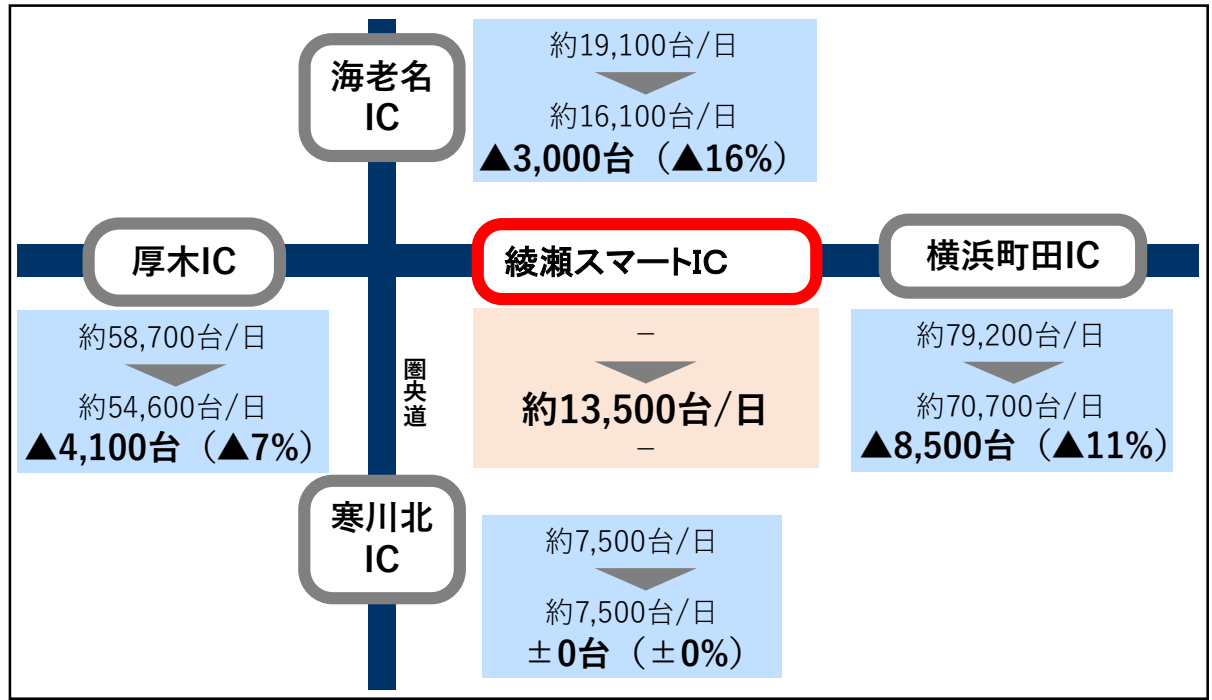 海老名
IC
約19,100台/日
約16,100台/日
▲3,000台（▲16%）
厚木IC
綾瀬スマートIC
横浜町田IC
約58,700台/日
約54,600台/日
▲4,100台（▲7%）
圏央道
–
約13,500台/日
–
約79,200台/日
約70,700台/日
▲8,500台（▲11%）
寒川北
IC
約7,500台/日
約7,500台/日
±0台（±0%）